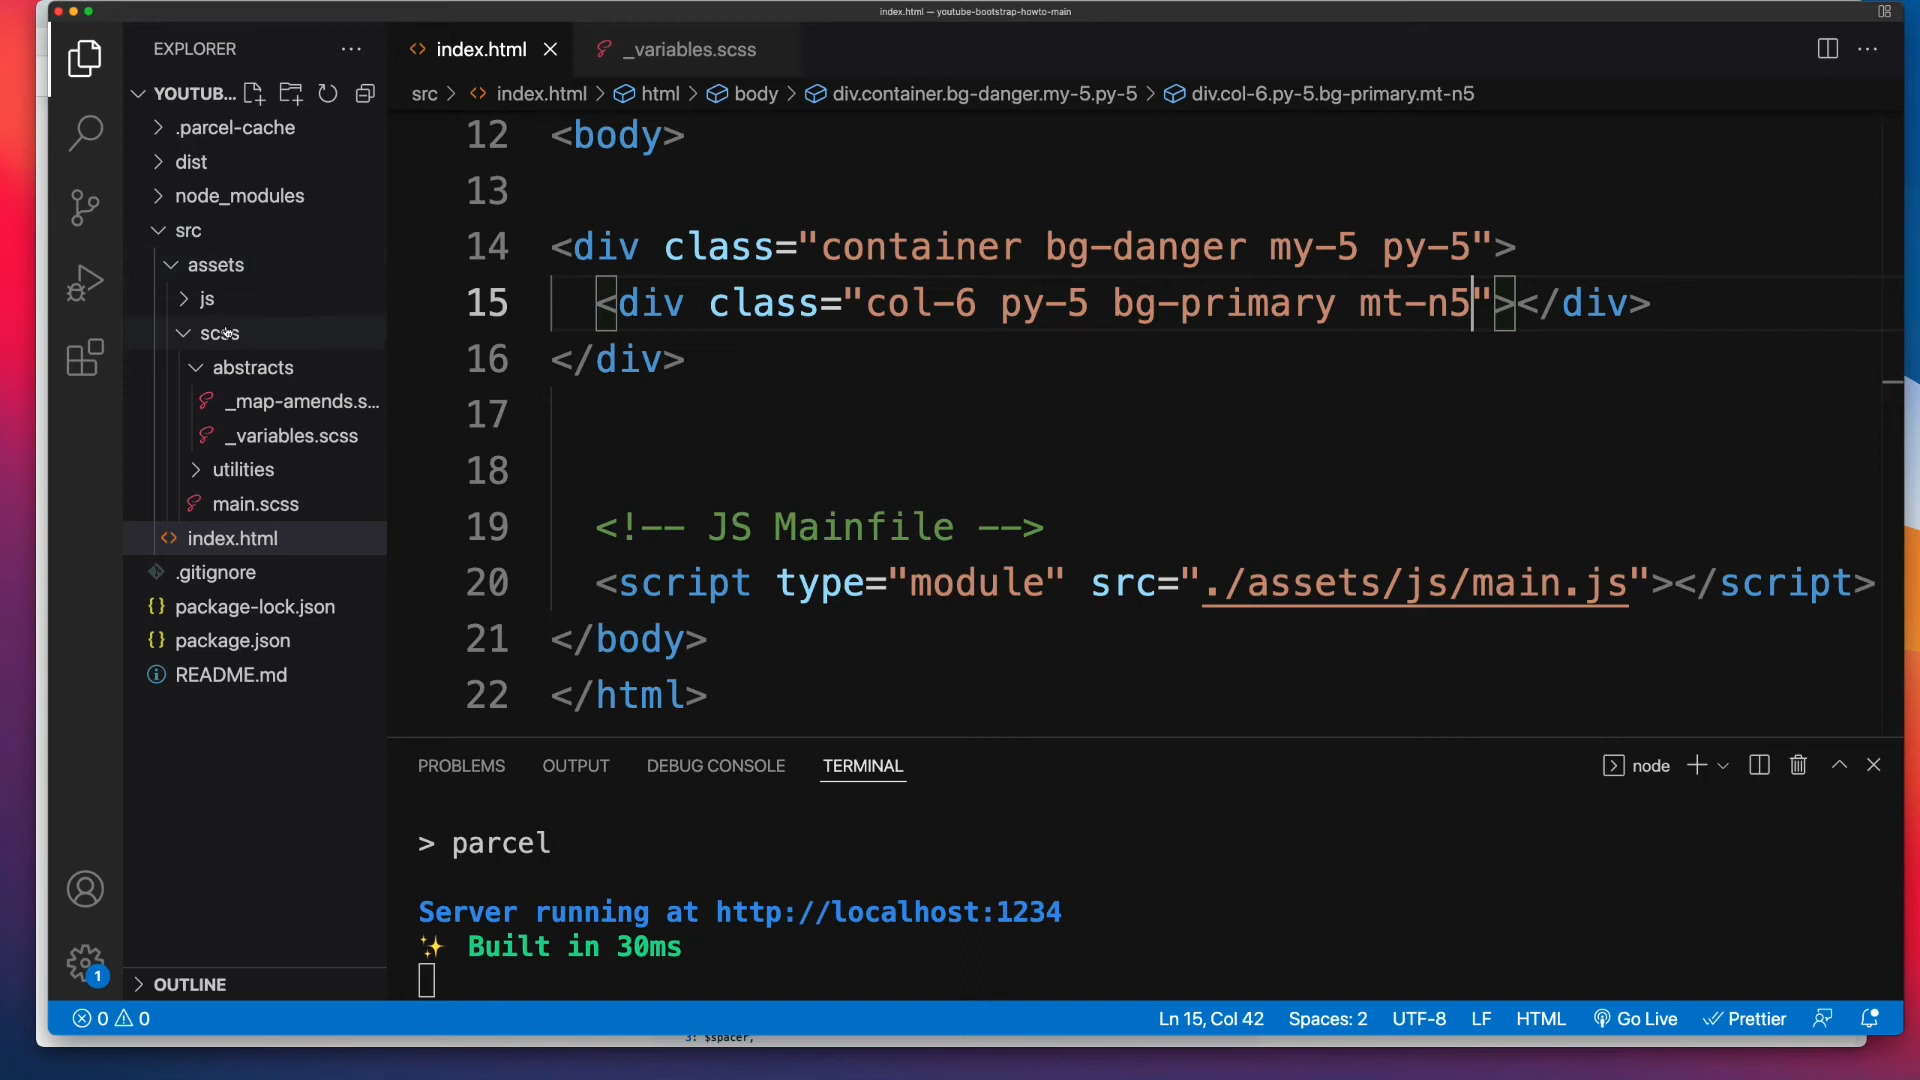 index.html — youtube-bootstrap-howto-main
EXPLORER
YOUTUB...
.parcel-cache
dist
node_modules
src
assets
js
scss
abstracts
_map-amends.s...
_variables.scss
utilities
main.scss
index.html
.gitignore
package-lock.json
package.json
README.md
OUTLINE
1
index.html
_variables.scss
src > index.html > html > body > div.container.bg-danger.my-5.py-5 > div.col-6.py-5.bg-primary.mt-n5
12 <body>
13
14 <div class="container bg-danger my-5 py-5">
15 <div class="col-6 py-5 bg-primary mt-n5"></div>
16 </div>
17
18
19 <!-- JS Mainfile -->
20 <script type="module" src="./assets/js/main.js"></script>
21 </body>
22 </html>
PROBLEMS OUTPUT DEBUG CONSOLE TERMINAL node
> parcel
Server running at http://localhost:1234
✨ Built in 30ms
0 0 Ln 15, Col 42 Spaces: 2 UTF-8 LF HTML Go Live Prettier
3: $spacer,